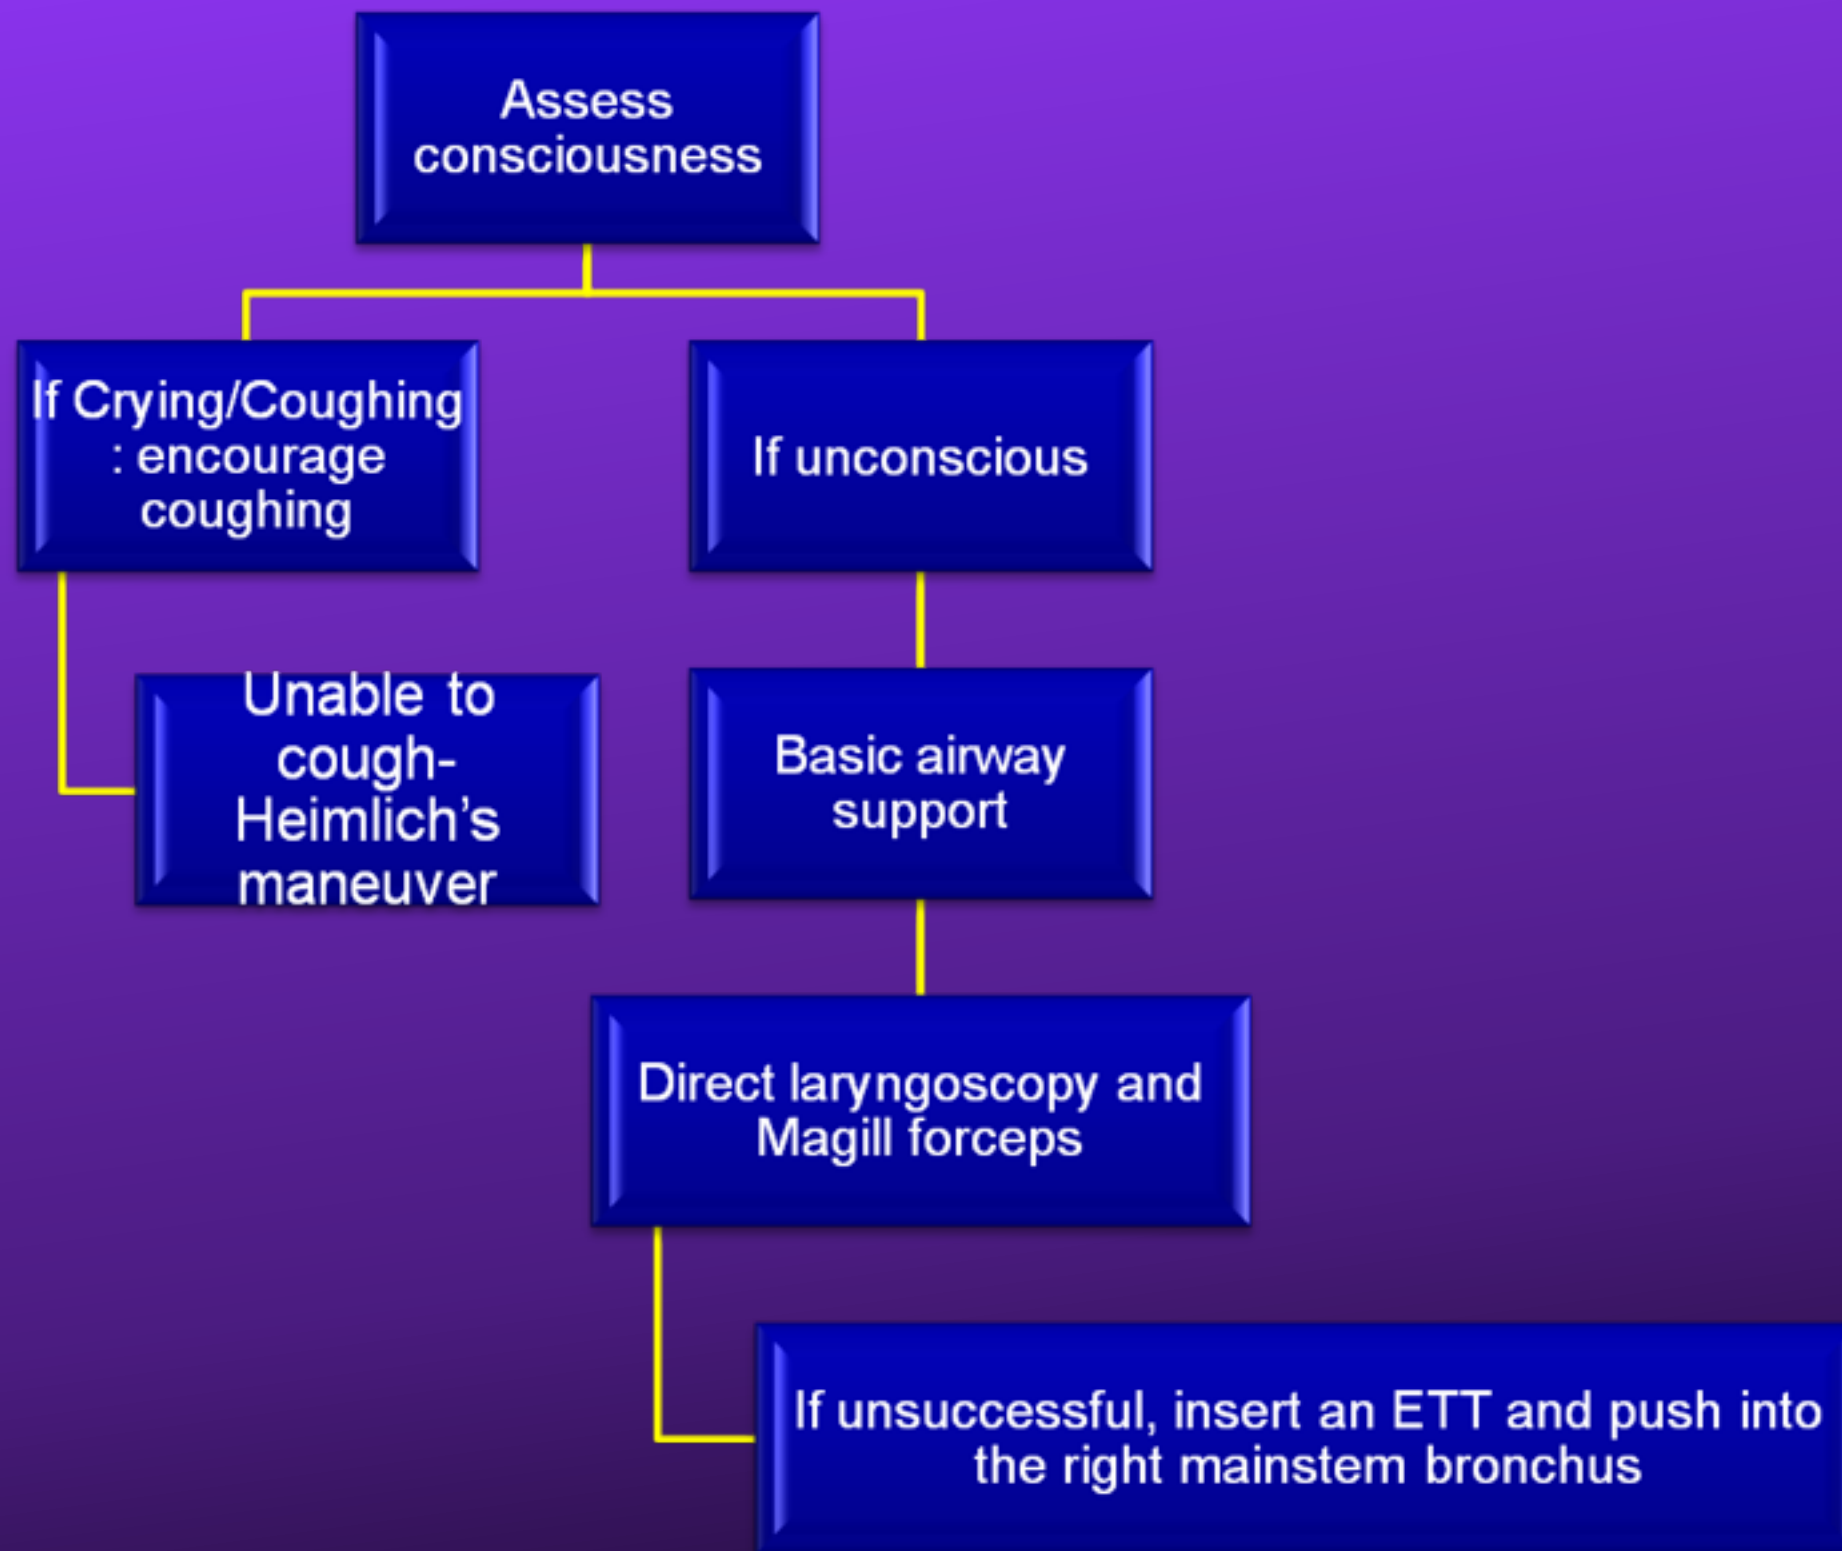 Assess
consciousness
If Crying/Coughing
: encourage
coughing
If unconscious
Unable to
cough-
Heimlich’s
maneuver
Basic airway
support
Direct laryngoscopy and
Magill forceps
If unsuccessful, insert an ETT and push into
the right mainstem bronchus